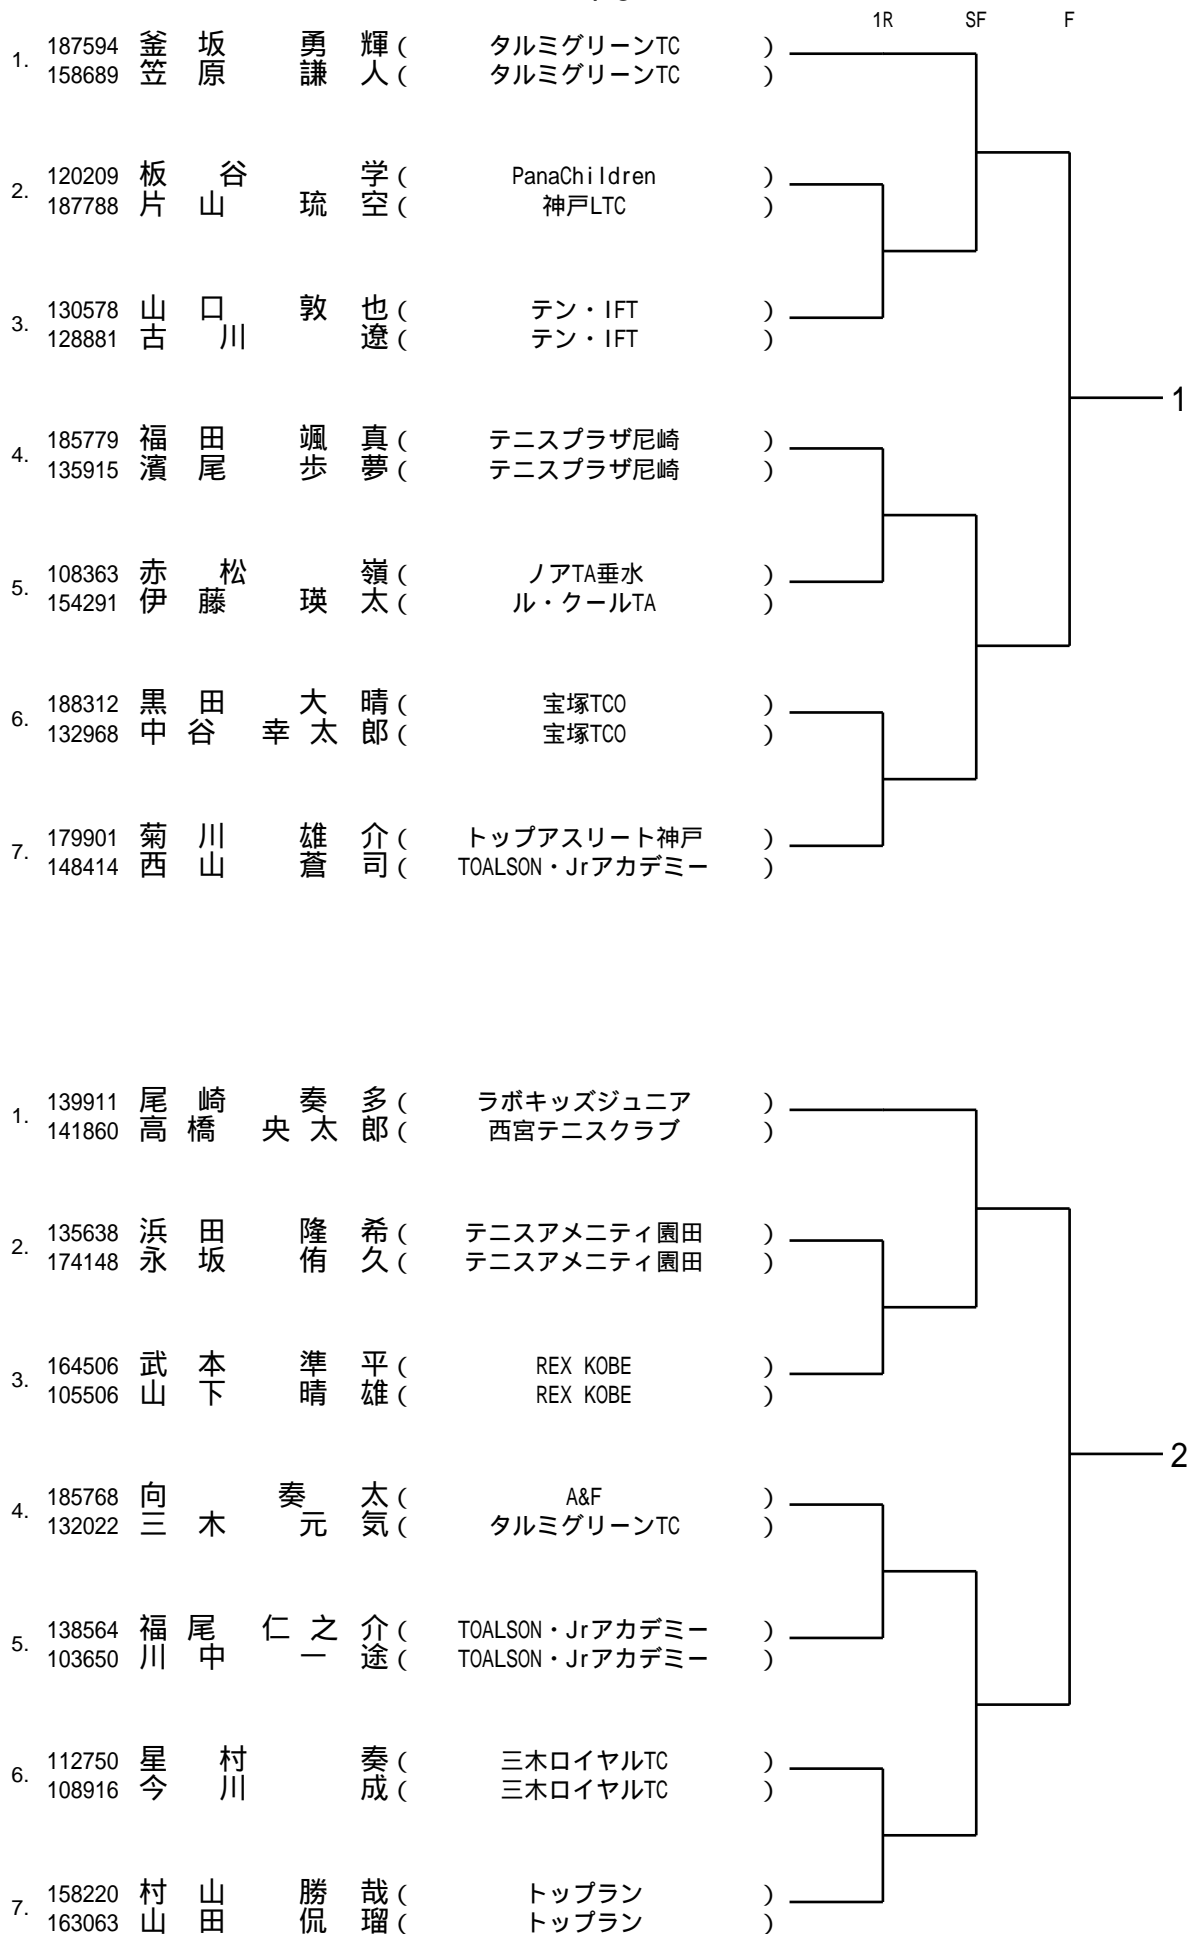 1R SF F
1. 187594 釜坂 勇輝 ( タルミグリーンTC )
158689 笠原 謙人 ( タルミグリーンTC )
2. 120209 板谷 学 ( PanaChildren )
187788 片山 琉空 ( 神戸LTC )
3. 130578 山口 敦也 ( テン・IFT )
128881 古川 遼 ( テン・IFT )
1
4. 185779 福田 颯真 ( テニスプラザ尼崎 )
135915 濱尾 歩夢 ( テニスプラザ尼崎 )
5. 108363 赤松 嶺 ( ノアTA垂水 )
154291 伊藤 瑛太 ( ル・クールTA )
6. 188312 黒田 大晴 ( 宝塚TCO )
132968 中谷 幸太郎 ( 宝塚TCO )
7. 179901 菊川 雄介 ( トップアスリート神戸 )
148414 西山 蒼司 ( TOALSON・Jrアカデミー )
1. 139911 尾崎 奏多 ( ラボキッズジュニア )
141860 高橋 央太郎 ( 西宮テニスクラブ )
2. 135638 浜田 隆希 ( テニスアメニティ園田 )
174148 永坂 侑久 ( テニスアメニティ園田 )
3. 164506 武本 準平 ( REX KOBE )
105506 山下 晴雄 ( REX KOBE )
2
4. 185768 向 奏太 ( A&F )
132022 三木 元気 ( タルミグリーンTC )
5. 138564 福尾 仁之介 ( TOALSON・Jrアカデミー )
103650 川中 一途 ( TOALSON・Jrアカデミー )
6. 112750 星村 奏 ( 三木ロイヤルTC )
108916 今川 成 ( 三木ロイヤルTC )
7. 158220 村山 勝哉 ( トップラン )
163063 山田 侃瑠 ( トップラン )